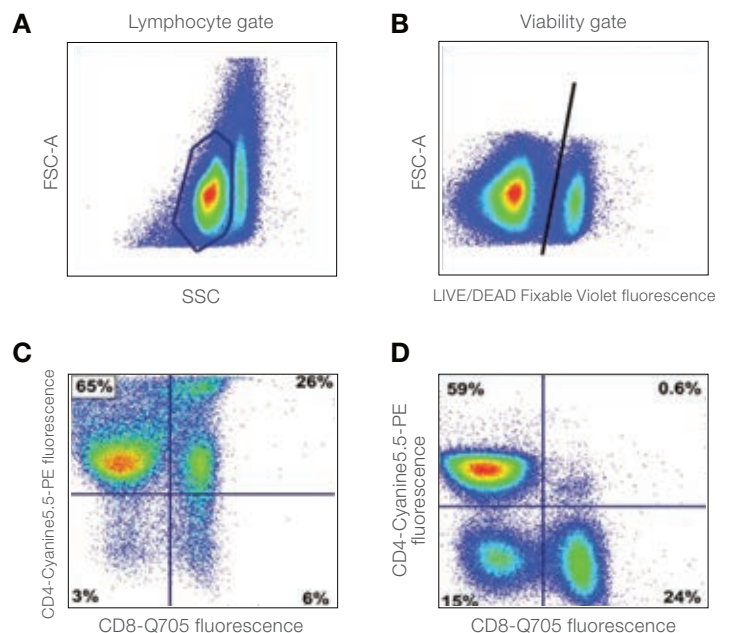 A
Lymphocyte gate
FSC-A
SSC
B
Viability gate
FSC-A
LIVE/DEAD Fixable Violet fluorescence
C
65%
26%
CD4-Cyanine5.5-PE fluorescence
3%
6%
CD8-Q705 fluorescence
D
59%
0.6%
CD4-Cyanine5.5-PE
fluorescence
15%
24%
CD8-Q705 fluorescence